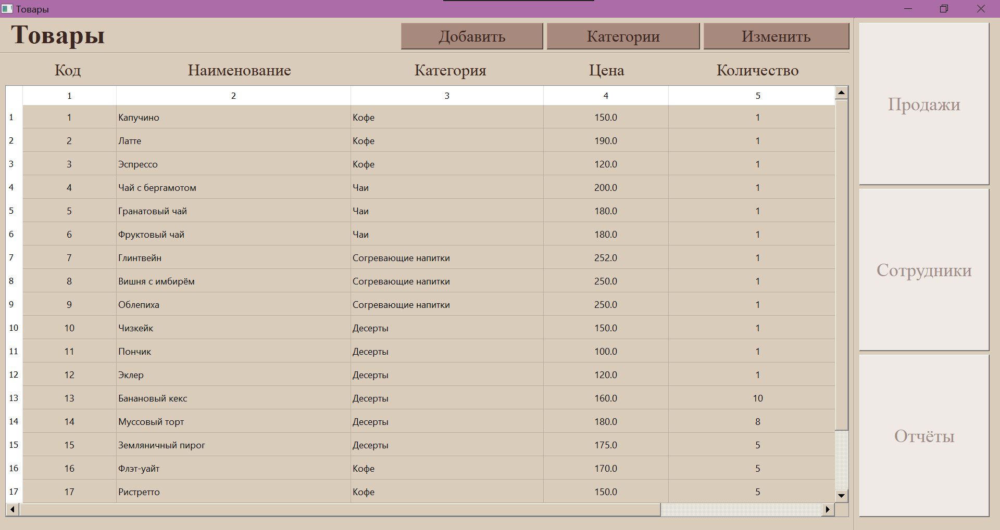 Товары
Товары
Добавить Категории Изменить
Код Наименование Категория Цена Количество
1 2 3 4 5
1 1 Капучино Кофе 150.0 1
2 2 Латте Кофе 190.0 1
3 3 Эспрессо Кофе 120.0 1
4 4 Чай с бергамотом Чаи 200.0 1
5 5 Гранатовый чай Чаи 180.0 1
6 6 Фруктовый чай Чаи 180.0 1
7 7 Глинтвейн Согревающие напитки 252.0 1
8 8 Вишня с имбирём Согревающие напитки 250.0 1
9 9 Облепиха Согревающие напитки 250.0 1
10 10 Чизкейк Десерты 150.0 1
11 11 Пончик Десерты 100.0 1
12 12 Эклер Десерты 120.0 1
13 13 Банановый кекс Десерты 160.0 10
14 14 Муссовый торт Десерты 180.0 8
15 15 Земляничный пирог Десерты 175.0 5
16 16 Флэт-уайт Кофе 170.0 5
17 17 Ристретто Кофе 150.0 5
Продажи
Сотрудники
Отчёты